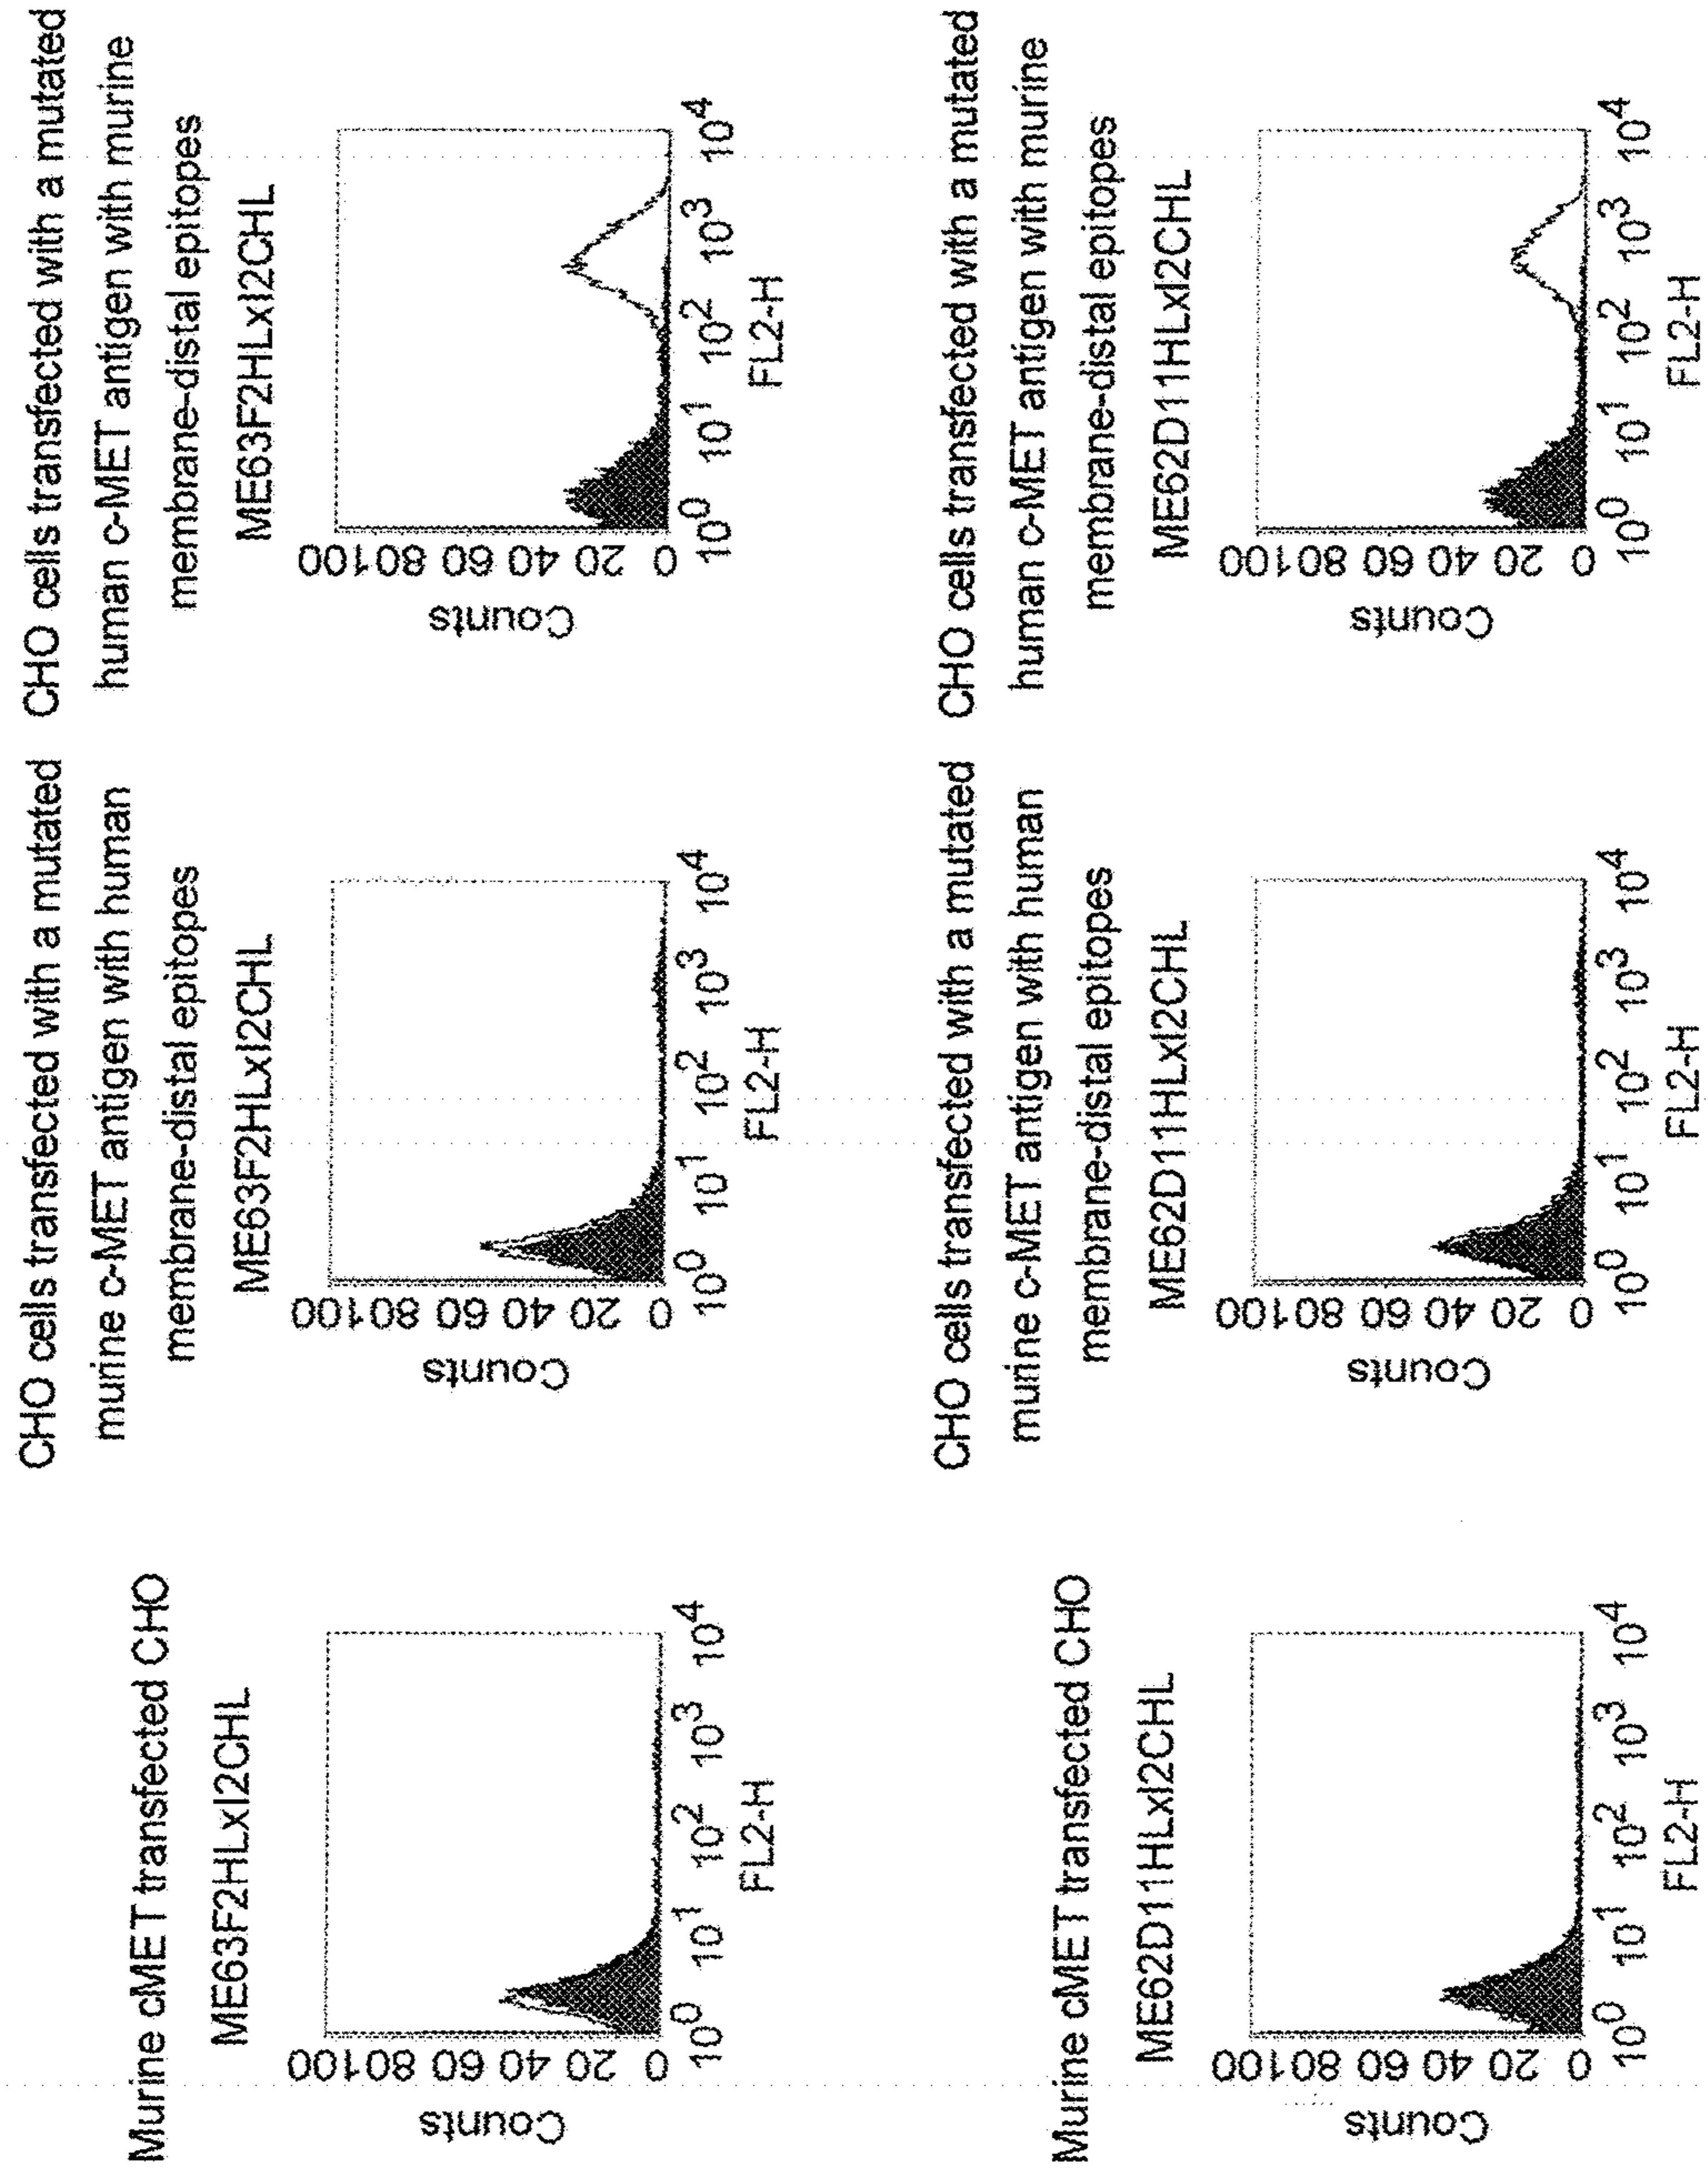 Murine cMET transfected CHO
ME63F2HLxI2CHL
Counts
100
80
60
40
20
0
10^0 10^1 10^2 10^3 10^4
FL2-H
CHO cells transfected with a mutated
murine c-MET antigen with human
membrane-distal epitopes
ME63F2HLxI2CHL
Counts
100
80
60
40
20
0
10^0 10^1 10^2 10^3 10^4
FL2-H
CHO cells transfected with a mutated
human c-MET antigen with murine
membrane-distal epitopes
ME63F2HLxI2CHL
Counts
100
80
60
40
20
0
10^0 10^1 10^2 10^3 10^4
FL2-H
Murine cMET transfected CHO
ME62D11HLxI2CHL
Counts
100
80
60
40
20
0
10^0 10^1 10^2 10^3 10^4
FL2-H
CHO cells transfected with a mutated
murine c-MET antigen with human
membrane-distal epitopes
ME62D11HLxI2CHL
Counts
100
80
60
40
20
0
10^0 10^1 10^2 10^3 10^4
FL2-H
CHO cells transfected with a mutated
human c-MET antigen with murine
membrane-distal epitopes
ME62D11HLxI2CHL
Counts
100
80
60
40
20
0
10^0 10^1 10^2 10^3 10^4
FL2-H